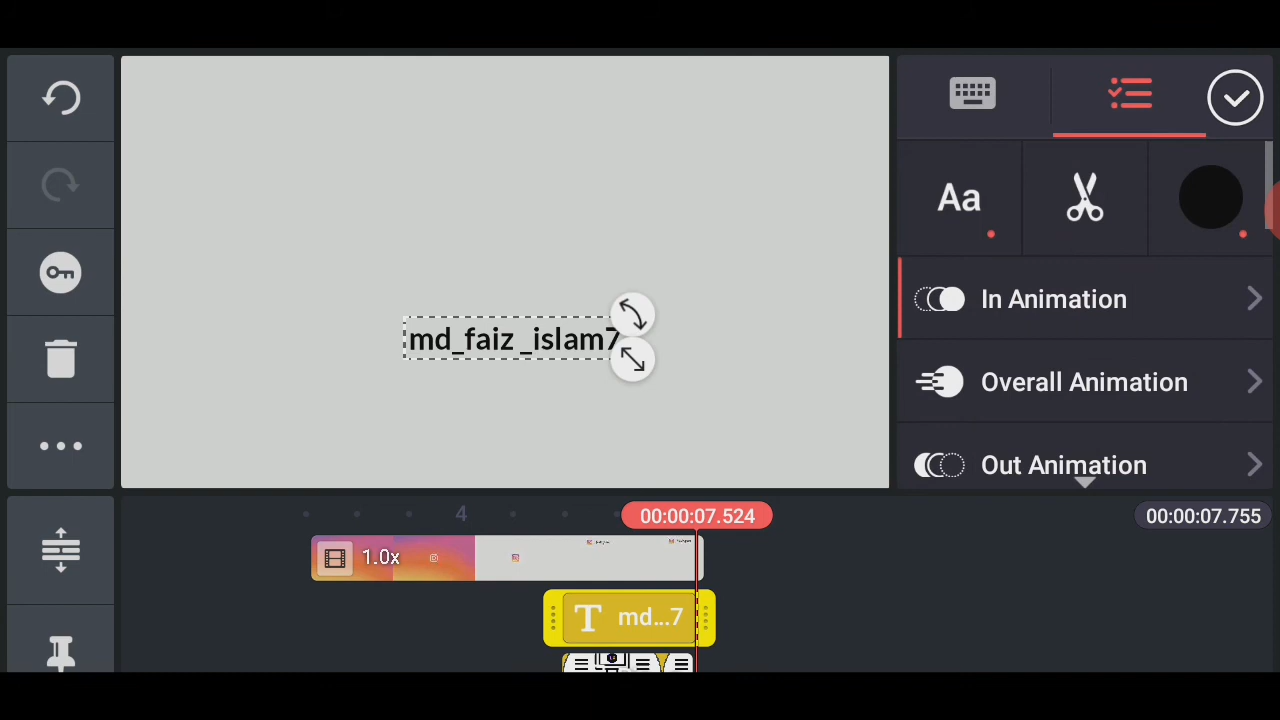 Aa
In Animation
md_faiz _islam7
Overall Animation
Out Animation
4
00:00:07.524
00:00:07.755
1.0x
T md...7